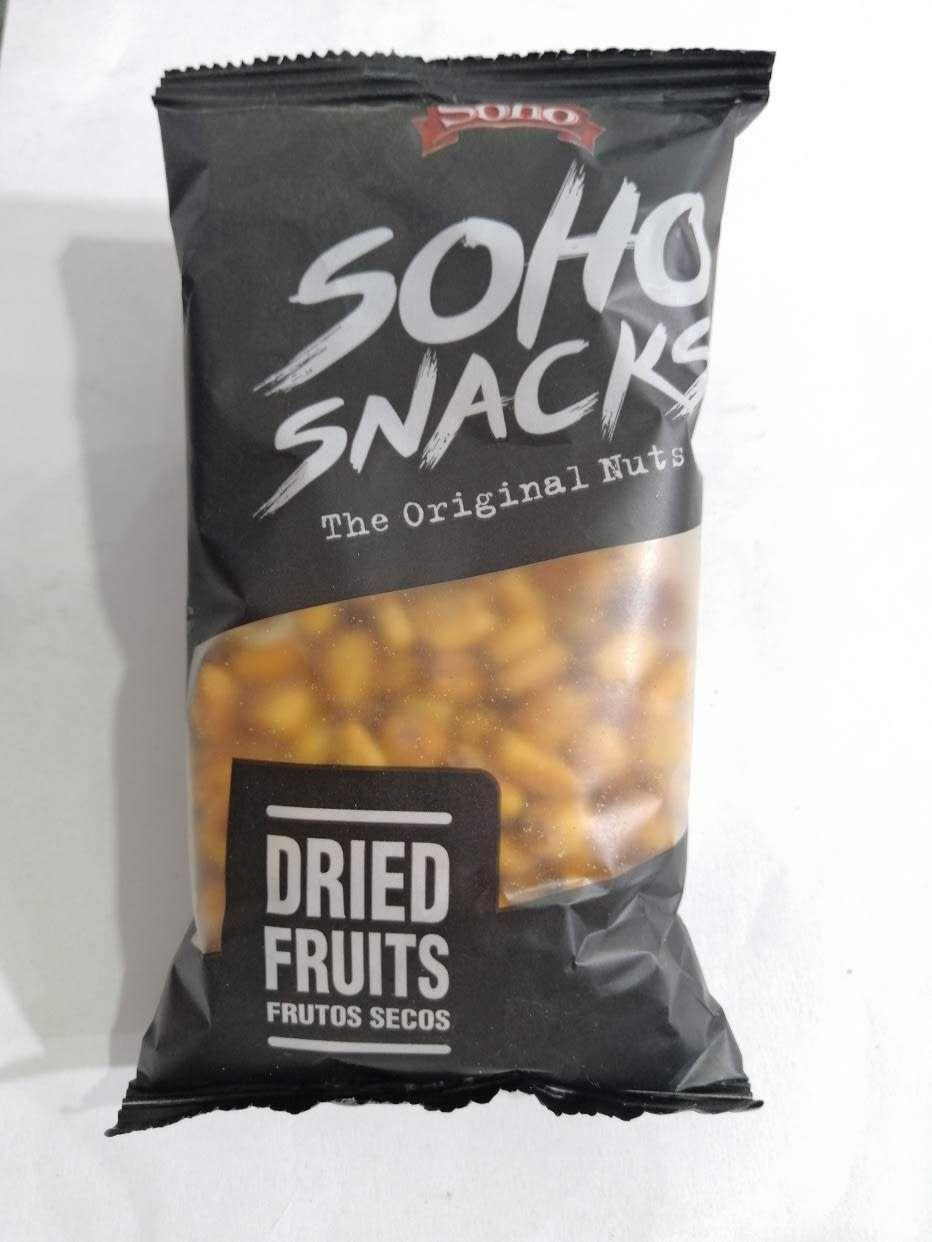 Soho
SOHO
SNACKS
The Original Nuts
DRIED
FRUITS
FRUTOS SECOS